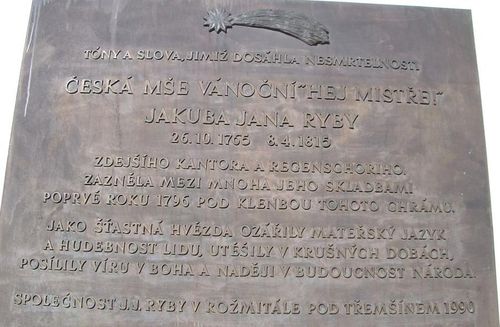 TÓNY A SLOVA, JIMIŽ DOSÁHLA NESMRTELNOSTI
ČESKÁ MŠE VÁNOČNÍ "HEJ MISTŘE!"
JAKUBA JANA RYBY
26.10.1765 8.4.1815
ZDEJŠÍHO KANTORA A REGENSCHORIHO.
ZAZNĚLA MEZI MNOHA JEHO SKLADBAMI
POPRVÉ ROKU 1796 POD KLENBOU TOHOTO CHRÁMU.
JAKO ŠŤASTNÁ HVĚZDA OZÁŘILY MATEŘSKÝ JAZYK
A HUDEBNOST LIDU, UTĚŠILY V KRUŠNÝCH DOBÁCH,
POSÍLILY VÍRU V BOHA A NADĚJI V BUDOUCNOST NÁRODA.
SPOLEČNOST J.J. RYBY V ROŽMITÁLE POD TŘEMŠÍNEM 1990